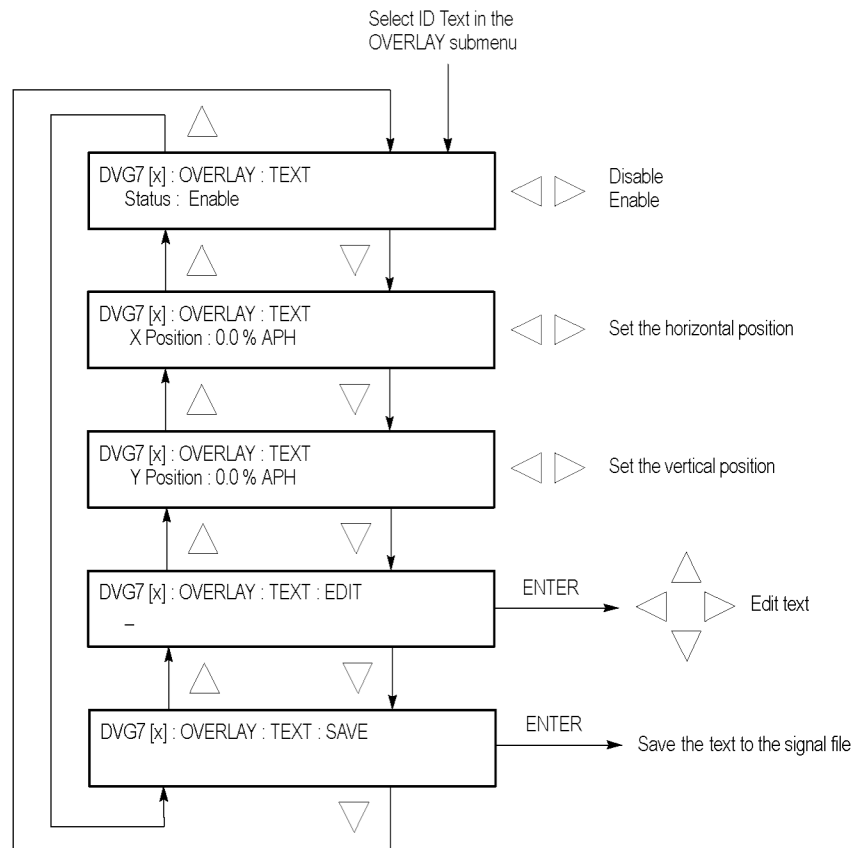 Select ID Text in the
OVERLAY submenu
DVG7 [x] : OVERLAY : TEXT
Status : Enable
Disable
Enable
DVG7 [x] : OVERLAY : TEXT
X Position : 0.0 % APH
Set the horizontal position
DVG7 [x] : OVERLAY : TEXT
Y Position : 0.0 % APH
Set the vertical position
DVG7 [x] : OVERLAY : TEXT : EDIT
_
ENTER
Edit text
DVG7 [x] : OVERLAY : TEXT : SAVE
ENTER
Save the text to the signal file